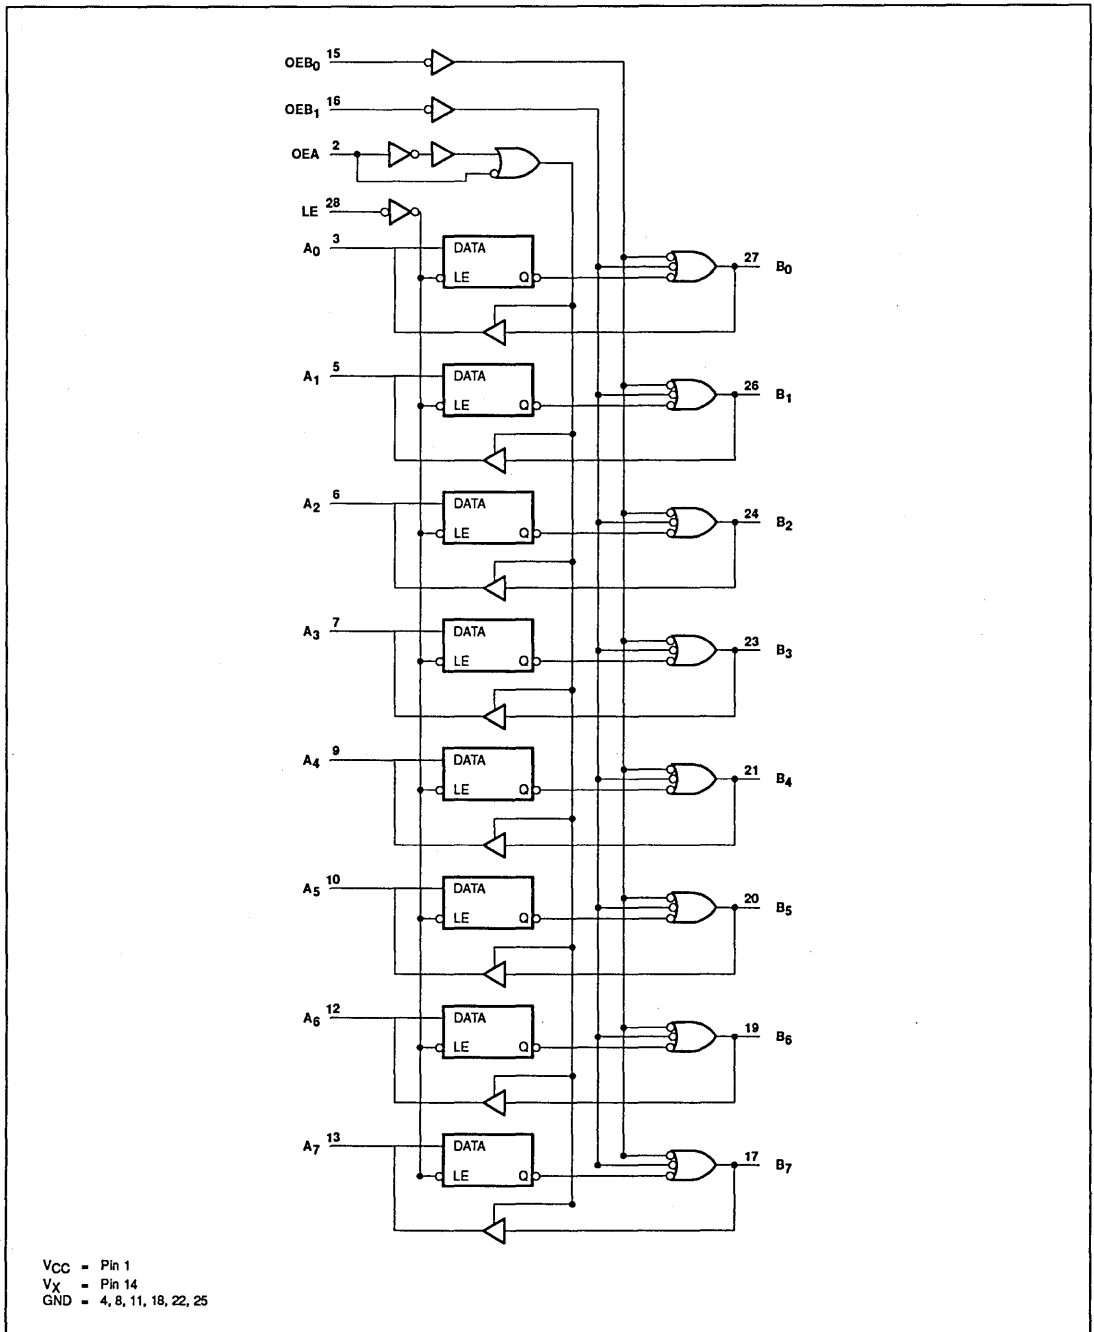 OEB0 15
OEB1 16
OEA 2
LE 28
A0 3
DATA
LE Q
27 B0
A1 5
DATA
LE Q
26 B1
A2 6
DATA
LE Q
24 B2
A3 7
DATA
LE Q
23 B3
A4 9
DATA
LE Q
21 B4
A5 10
DATA
LE Q
20 B5
A6 12
DATA
LE Q
19 B6
A7 13
DATA
LE Q
17 B7
VCC = Pin 1
VX = Pin 14
GND = 4, 8, 11, 18, 22, 25